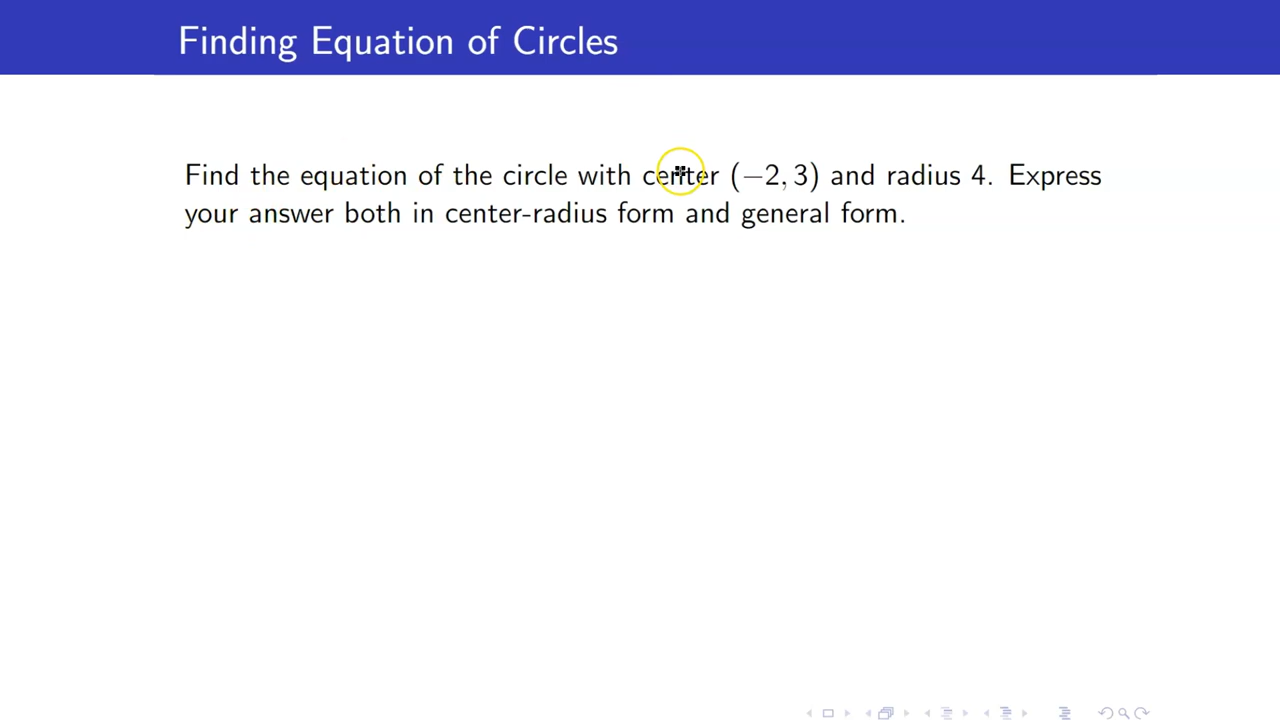 Finding Equation of Circles
Find the equation of the circle with center (−2, 3) and radius 4. Express
your answer both in center-radius form and general form.